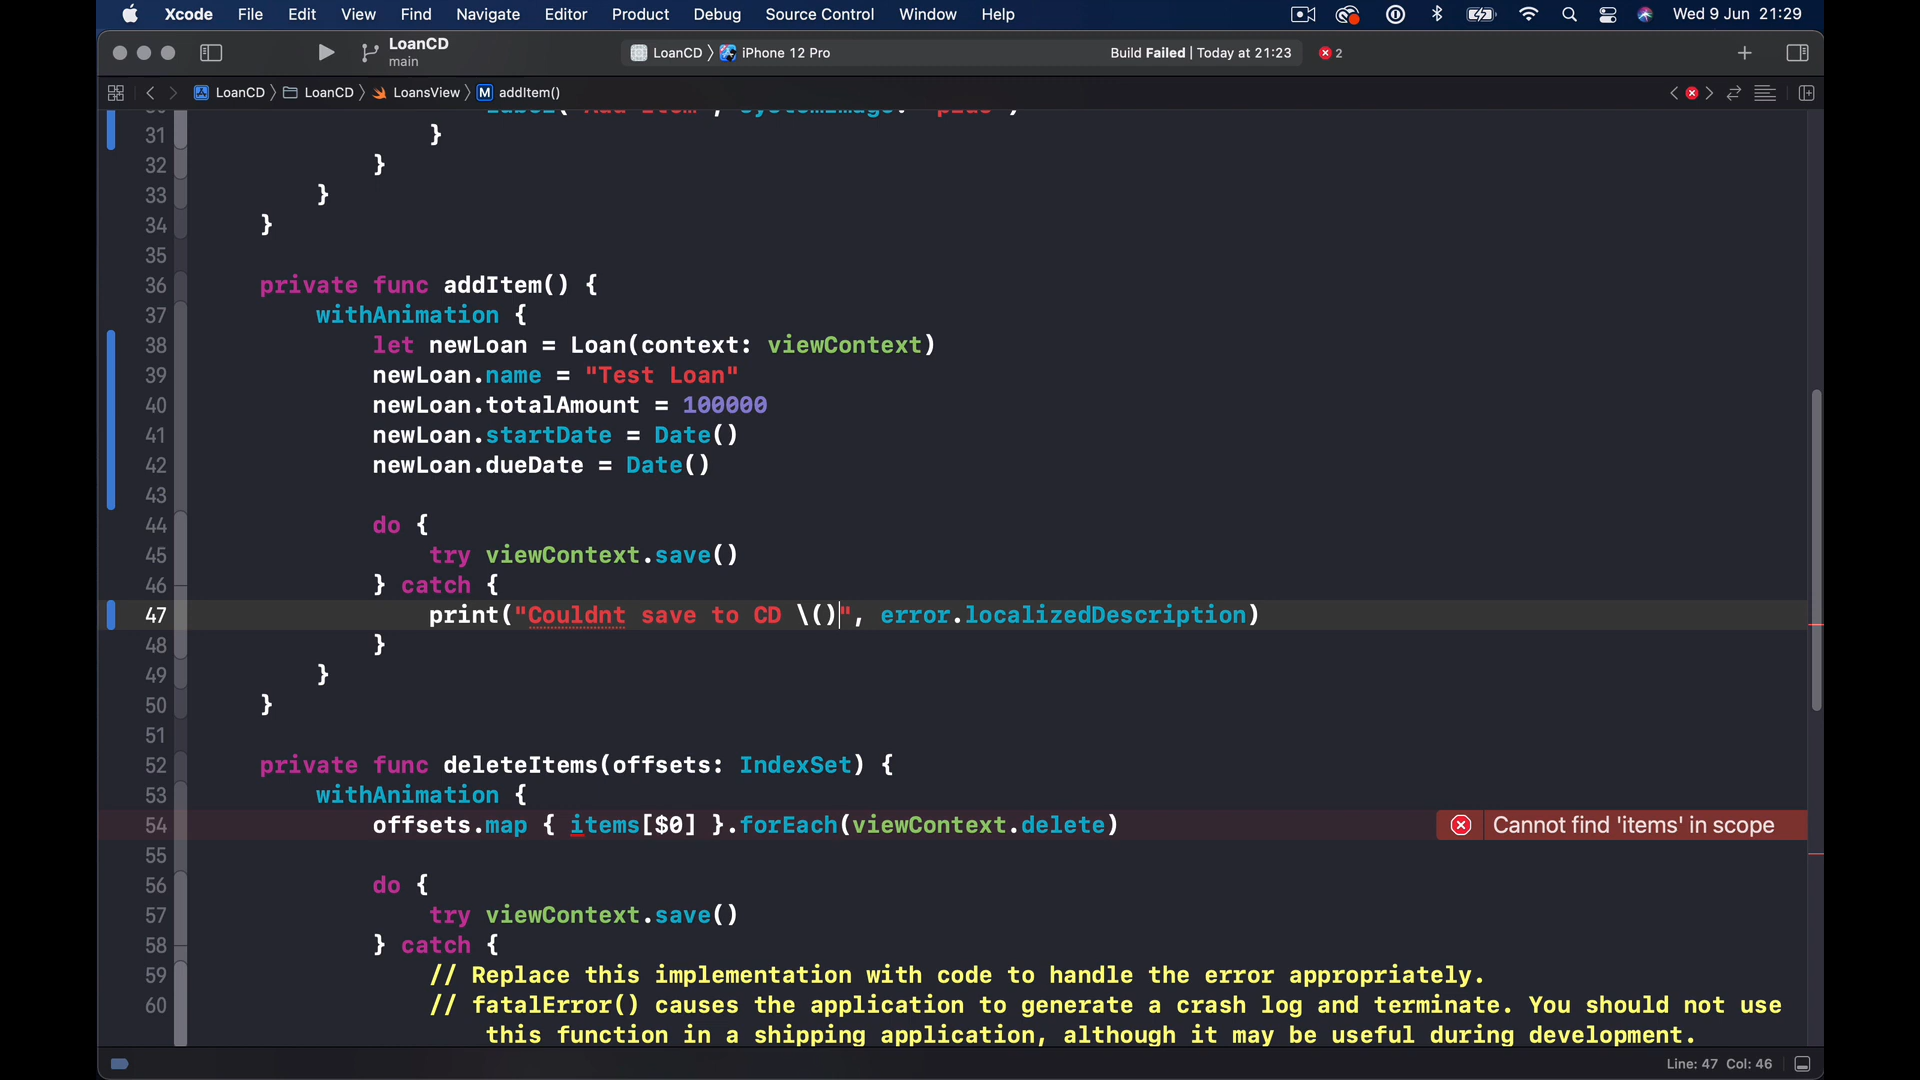 Xcode File Edit View Find Navigate Editor Product Debug Source Control Window Help Wed 9 Jun 21:29
LoanCD
main
LoanCD 〉 iPhone 12 Pro
Build Failed | Today at 21:23
2
LoanCD 〉 LoanCD 〉 LoansView 〉 M addItem()
30 Label("Add Item", systemImage: "plus")
31 }
32 }
33 }
34 }
35
36 private func addItem() {
37 withAnimation {
38 let newLoan = Loan(context: viewContext)
39 newLoan.name = "Test Loan"
40 newLoan.totalAmount = 100000
41 newLoan.startDate = Date()
42 newLoan.dueDate = Date()
43
44 do {
45 try viewContext.save()
46 } catch {
47 print("Couldnt save to CD \()", error.localizedDescription)
48 }
49 }
50 }
51
52 private func deleteItems(offsets: IndexSet) {
53 withAnimation {
54 offsets.map { items[$0] }.forEach(viewContext.delete) Cannot find 'items' in scope
55
56 do {
57 try viewContext.save()
58 } catch {
59 // Replace this implementation with code to handle the error appropriately.
60 // fatalError() causes the application to generate a crash log and terminate. You should not use
this function in a shipping application, although it may be useful during development.
Line: 47 Col: 46